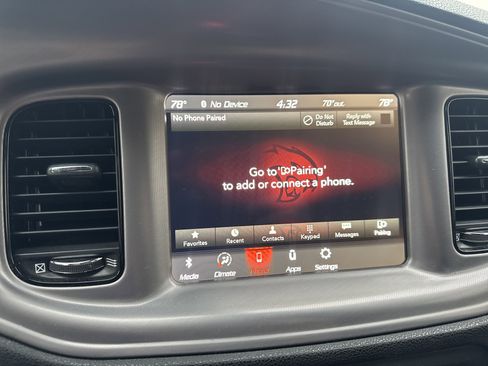 78° No Device 4:32 70°out. 78°
No Phone Paired Do Not Disturb Reply with Text Message
Go to 'Pairing'
to add or connect a phone.
Favorites Recent Contacts Keypad Messages Pairing
Media Climate Phone Apps Settings